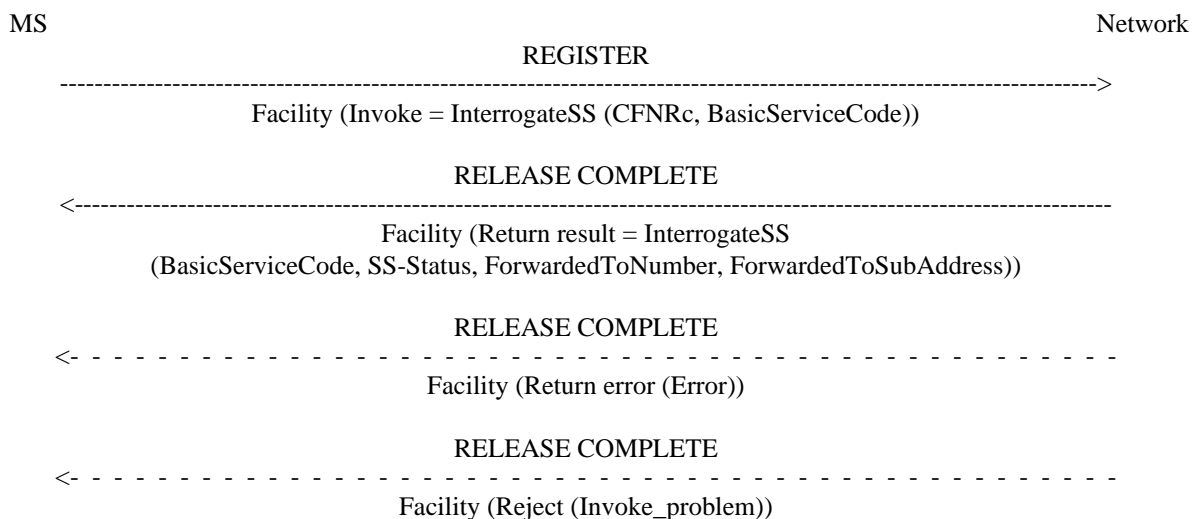 MS Network
REGISTER
------------------------------------------------------------------------------------------------------------------------>
Facility (Invoke = InterrogateSS (CFNRc, BasicServiceCode))
RELEASE COMPLETE
<------------------------------------------------------------------------------------------------------------------------
Facility (Return result = InterrogateSS
(BasicServiceCode, SS-Status, ForwardedToNumber, ForwardedToSubAddress))
RELEASE COMPLETE
<- - - - - - - - - - - - - - - - - - - - - - - - - - - - - - - - - - - - - - - - - - - - - - - -
Facility (Return error (Error))
RELEASE COMPLETE
<- - - - - - - - - - - - - - - - - - - - - - - - - - - - - - - - - - - - - - - - - - - - - - - -
Facility (Reject (Invoke_problem))